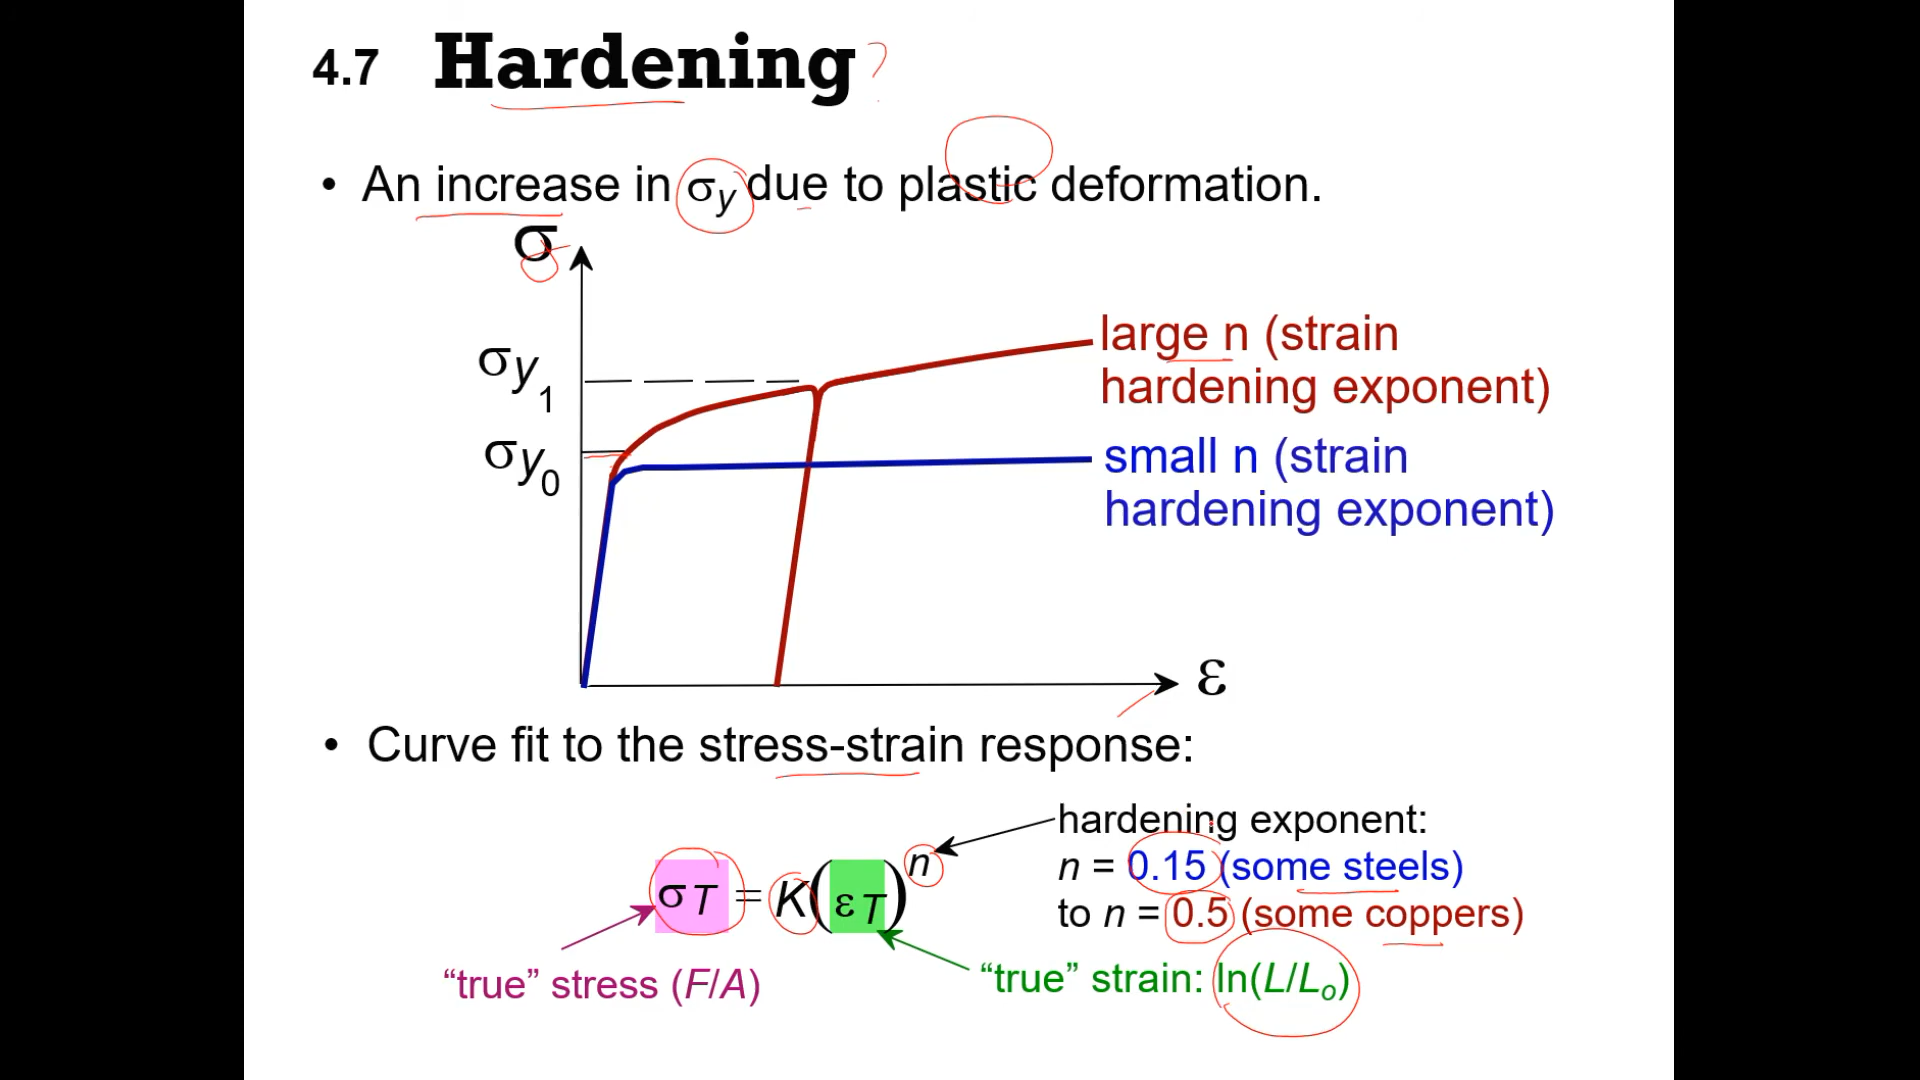 4.7 Hardening ?
• An increase in σy due to plastic deformation.
σ
large n (strain
hardening exponent)
σy1
small n (strain
hardening exponent)
σy0
ε
• Curve fit to the stress-strain response:
hardening exponent:
n = 0.15 (some steels)
to n = 0.5 (some coppers)
σT = K(εT)n
"true" stress (F/A)
"true" strain: ln(L/Lo)